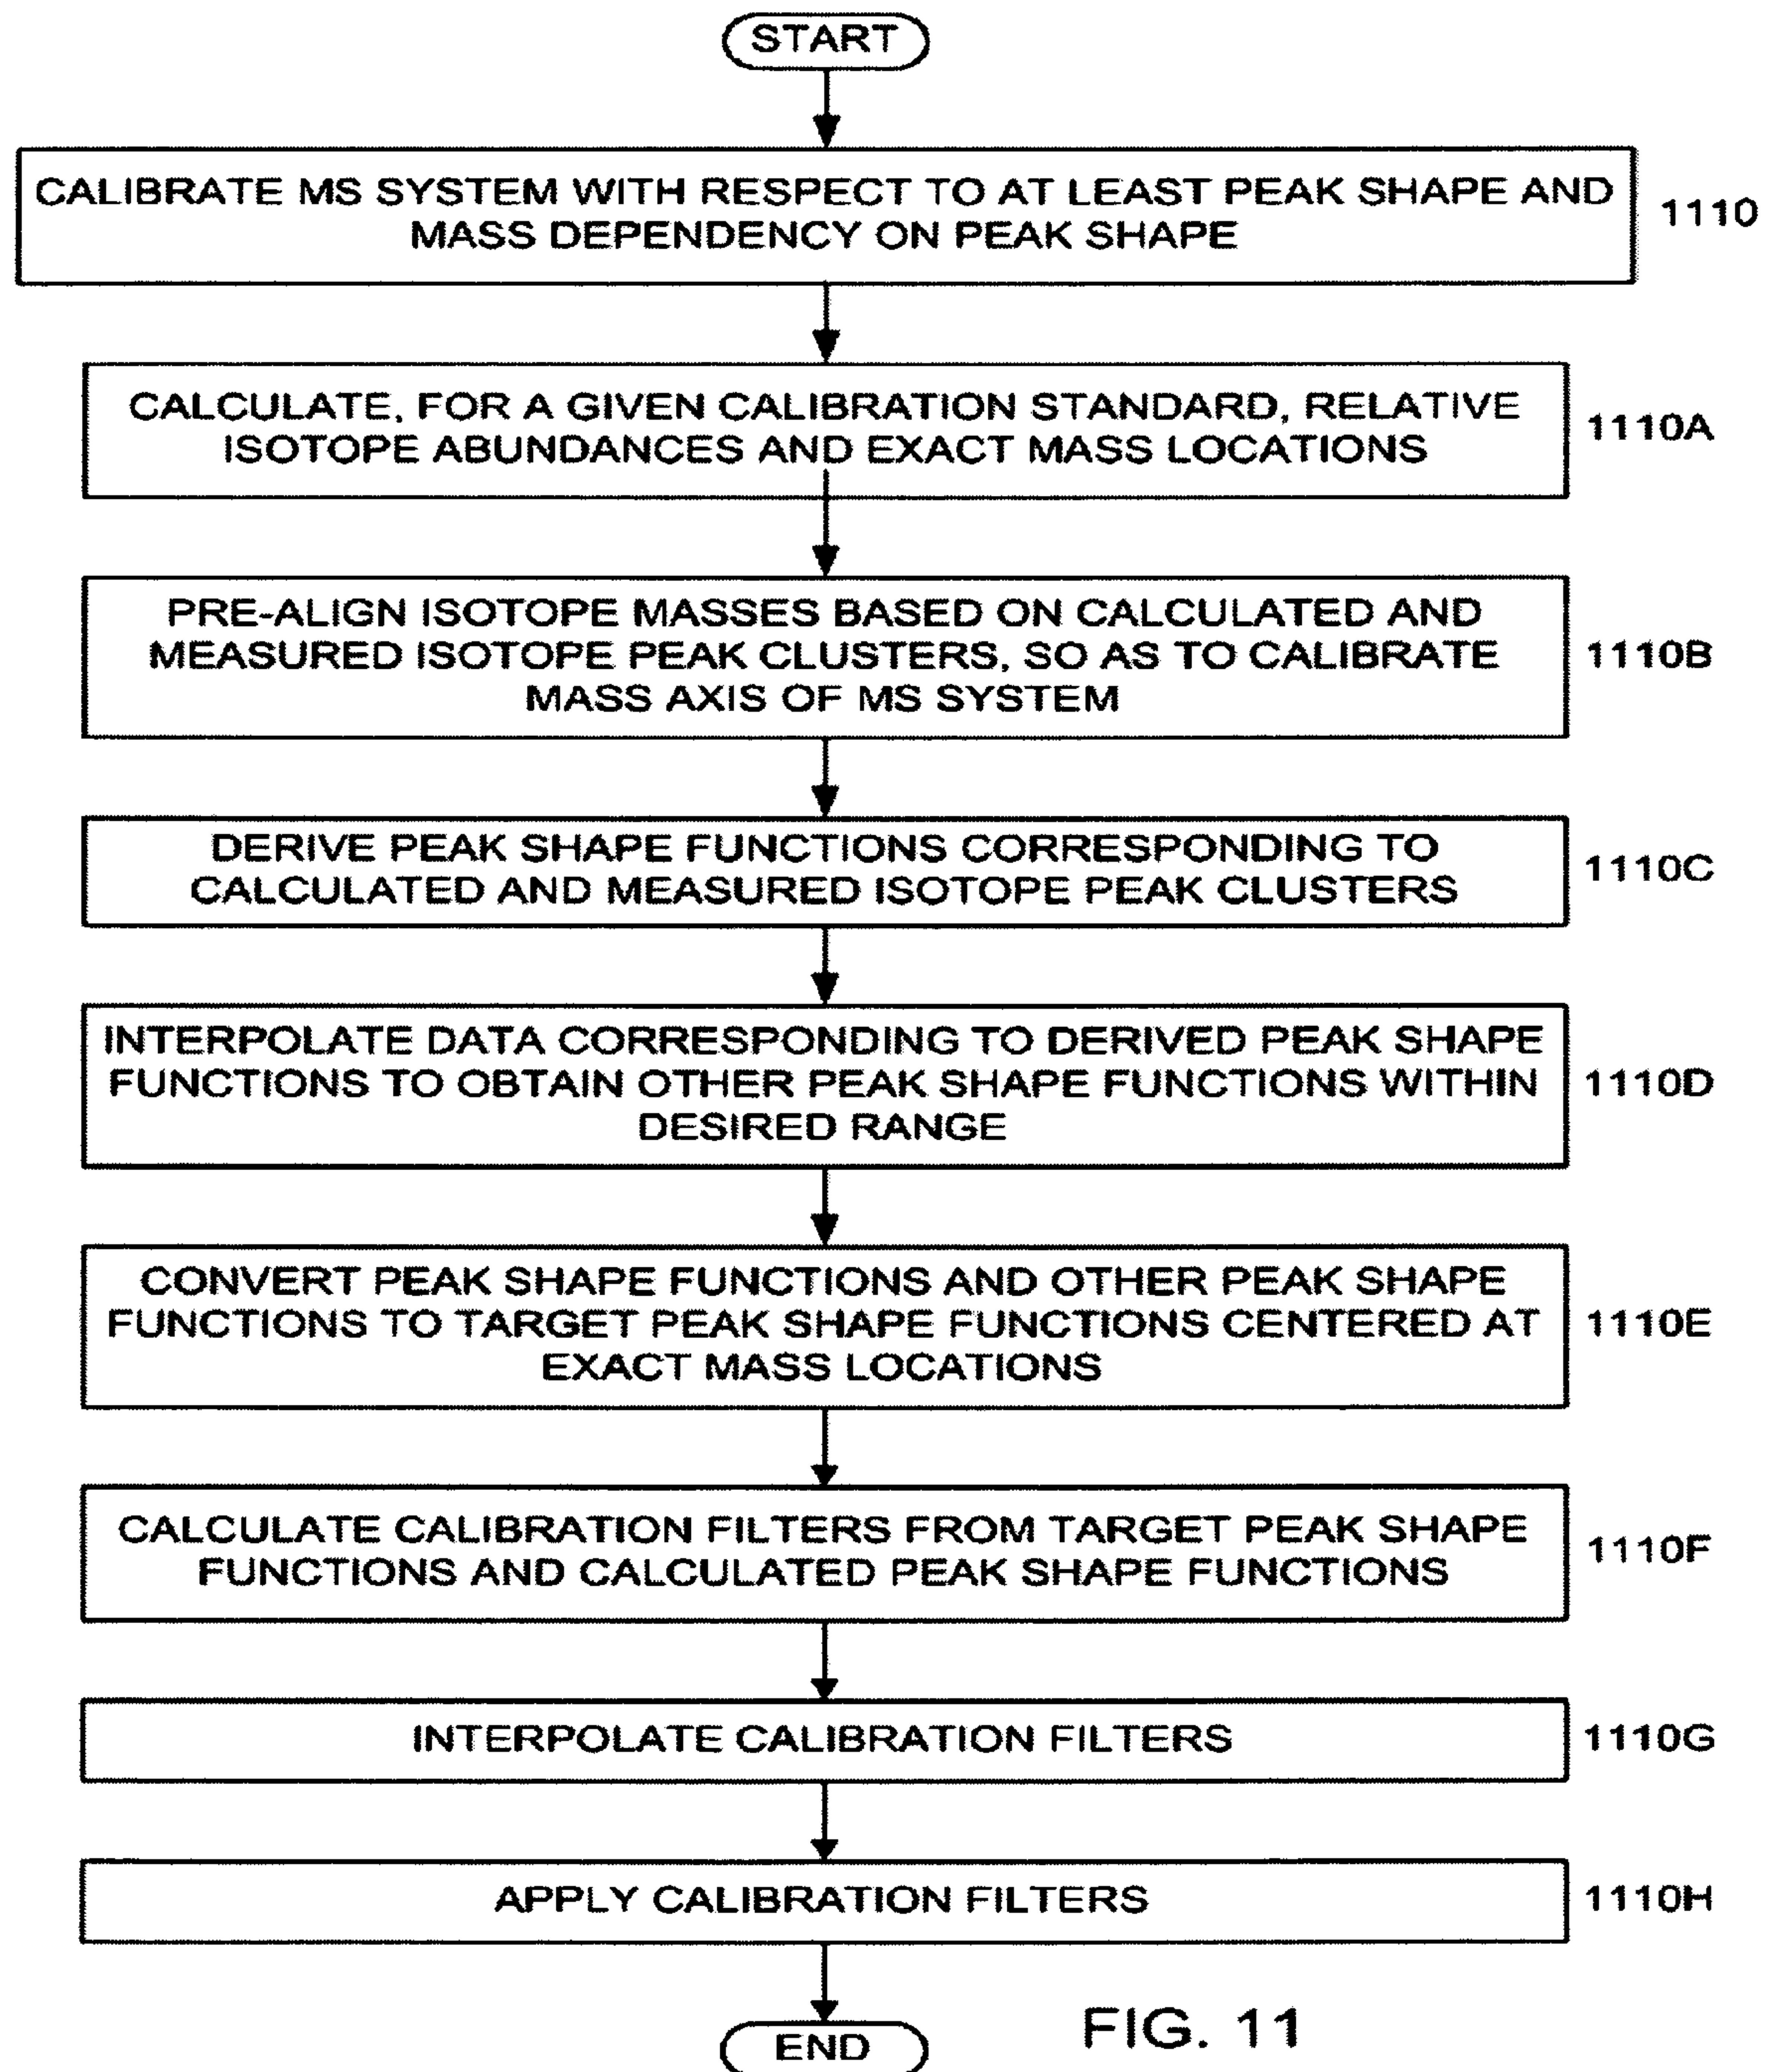 START
CALIBRATE MS SYSTEM WITH RESPECT TO AT LEAST PEAK SHAPE AND
MASS DEPENDENCY ON PEAK SHAPE
1110
CALCULATE, FOR A GIVEN CALIBRATION STANDARD, RELATIVE
ISOTOPE ABUNDANCES AND EXACT MASS LOCATIONS
1110A
PRE-ALIGN ISOTOPE MASSES BASED ON CALCULATED AND
MEASURED ISOTOPE PEAK CLUSTERS, SO AS TO CALIBRATE
MASS AXIS OF MS SYSTEM
1110B
DERIVE PEAK SHAPE FUNCTIONS CORRESPONDING TO
CALCULATED AND MEASURED ISOTOPE PEAK CLUSTERS
1110C
INTERPOLATE DATA CORRESPONDING TO DERIVED PEAK SHAPE
FUNCTIONS TO OBTAIN OTHER PEAK SHAPE FUNCTIONS WITHIN
DESIRED RANGE
1110D
CONVERT PEAK SHAPE FUNCTIONS AND OTHER PEAK SHAPE
FUNCTIONS TO TARGET PEAK SHAPE FUNCTIONS CENTERED AT
EXACT MASS LOCATIONS
1110E
CALCULATE CALIBRATION FILTERS FROM TARGET PEAK SHAPE
FUNCTIONS AND CALCULATED PEAK SHAPE FUNCTIONS
1110F
INTERPOLATE CALIBRATION FILTERS
1110G
APPLY CALIBRATION FILTERS
1110H
END
FIG. 11